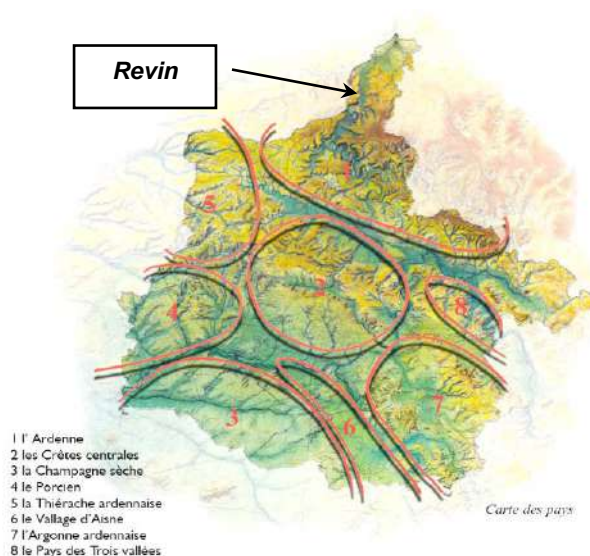 Revin
1
5
2
4
8
7
3
6
1 l' Ardenne
2 les Crêtes centrales
3 la Champagne sèche
4 le Porcien
5 la Thiérache ardennaise
6 le Vallage d'Aisne
7 l'Argonne ardennaise
8 le Pays des Trois vallées
Carte des pays